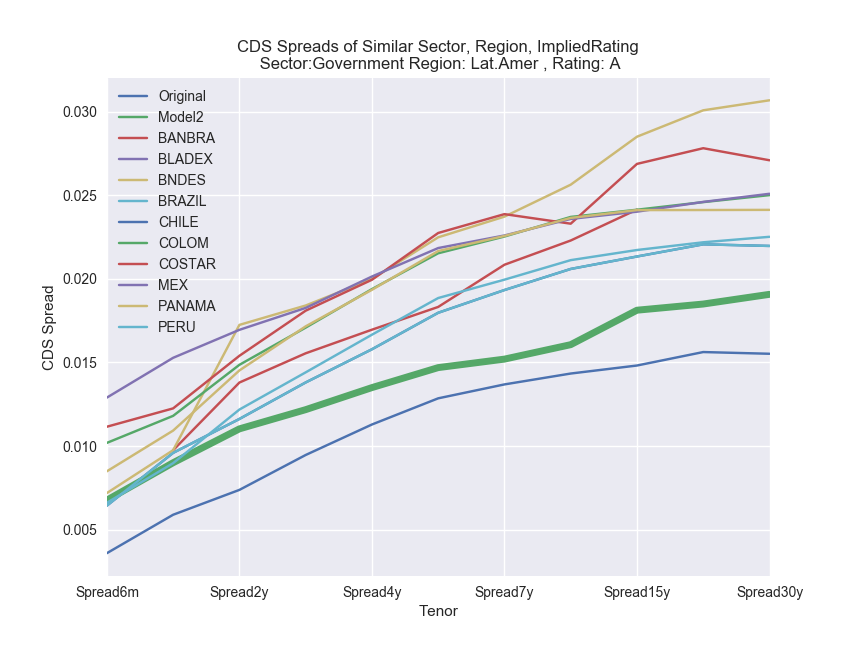 CDS Spreads of Similar Sector, Region, ImpliedRating
Sector:Government Region: Lat.Amer , Rating: A
Original
Model2
BANBRA
BLADEX
BNDES
BRAZIL
CHILE
COLOM
COSTAR
MEX
PANAMA
PERU
0.030
0.025
0.020
0.015
0.010
0.005
CDS Spread
Spread6m Spread2y Spread4y Spread7y Spread15y Spread30y
Tenor